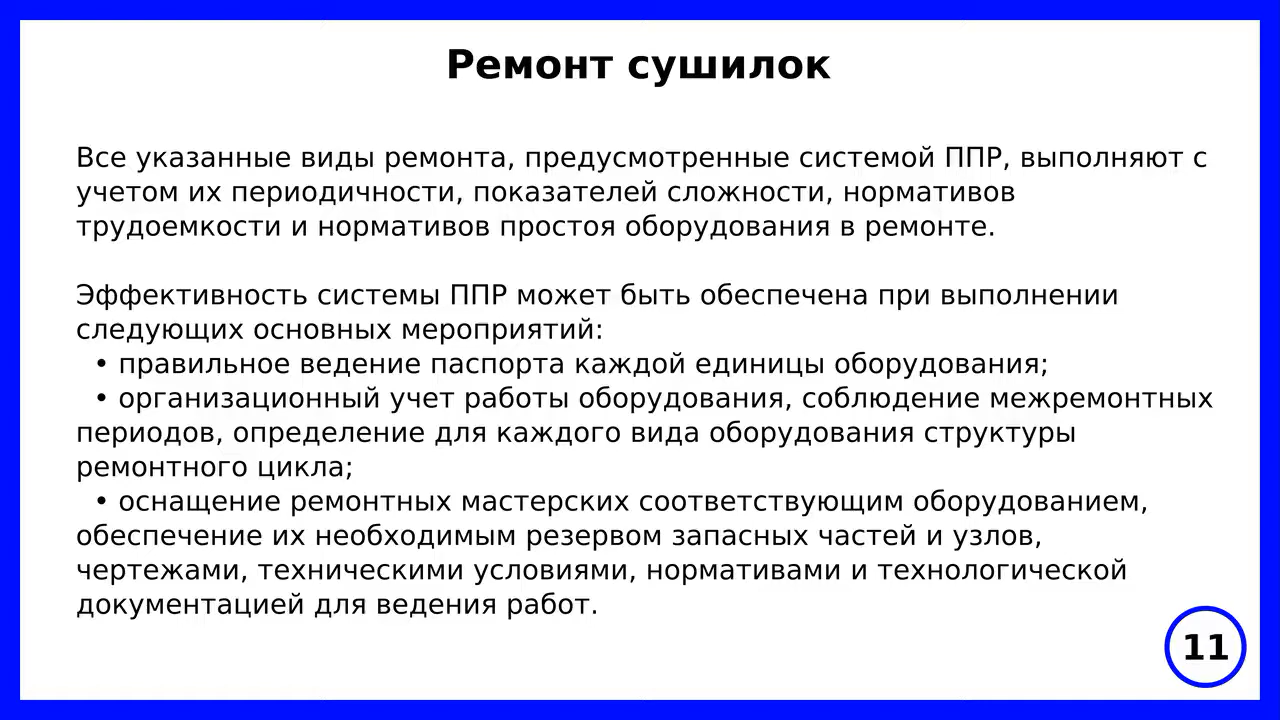 Ремонт сушилок
Все указанные виды ремонта, предусмотренные системой ППР, выполняют с
учетом их периодичности, показателей сложности, нормативов
трудоемкости и нормативов простоя оборудования в ремонте.
Эффективность системы ППР может быть обеспечена при выполнении
следующих основных мероприятий:
• правильное ведение паспорта каждой единицы оборудования;
• организационный учет работы оборудования, соблюдение межремонтных
периодов, определение для каждого вида оборудования структуры
ремонтного цикла;
• оснащение ремонтных мастерских соответствующим оборудованием,
обеспечение их необходимым резервом запасных частей и узлов,
чертежами, техническими условиями, нормативами и технологической
документацией для ведения работ.
11